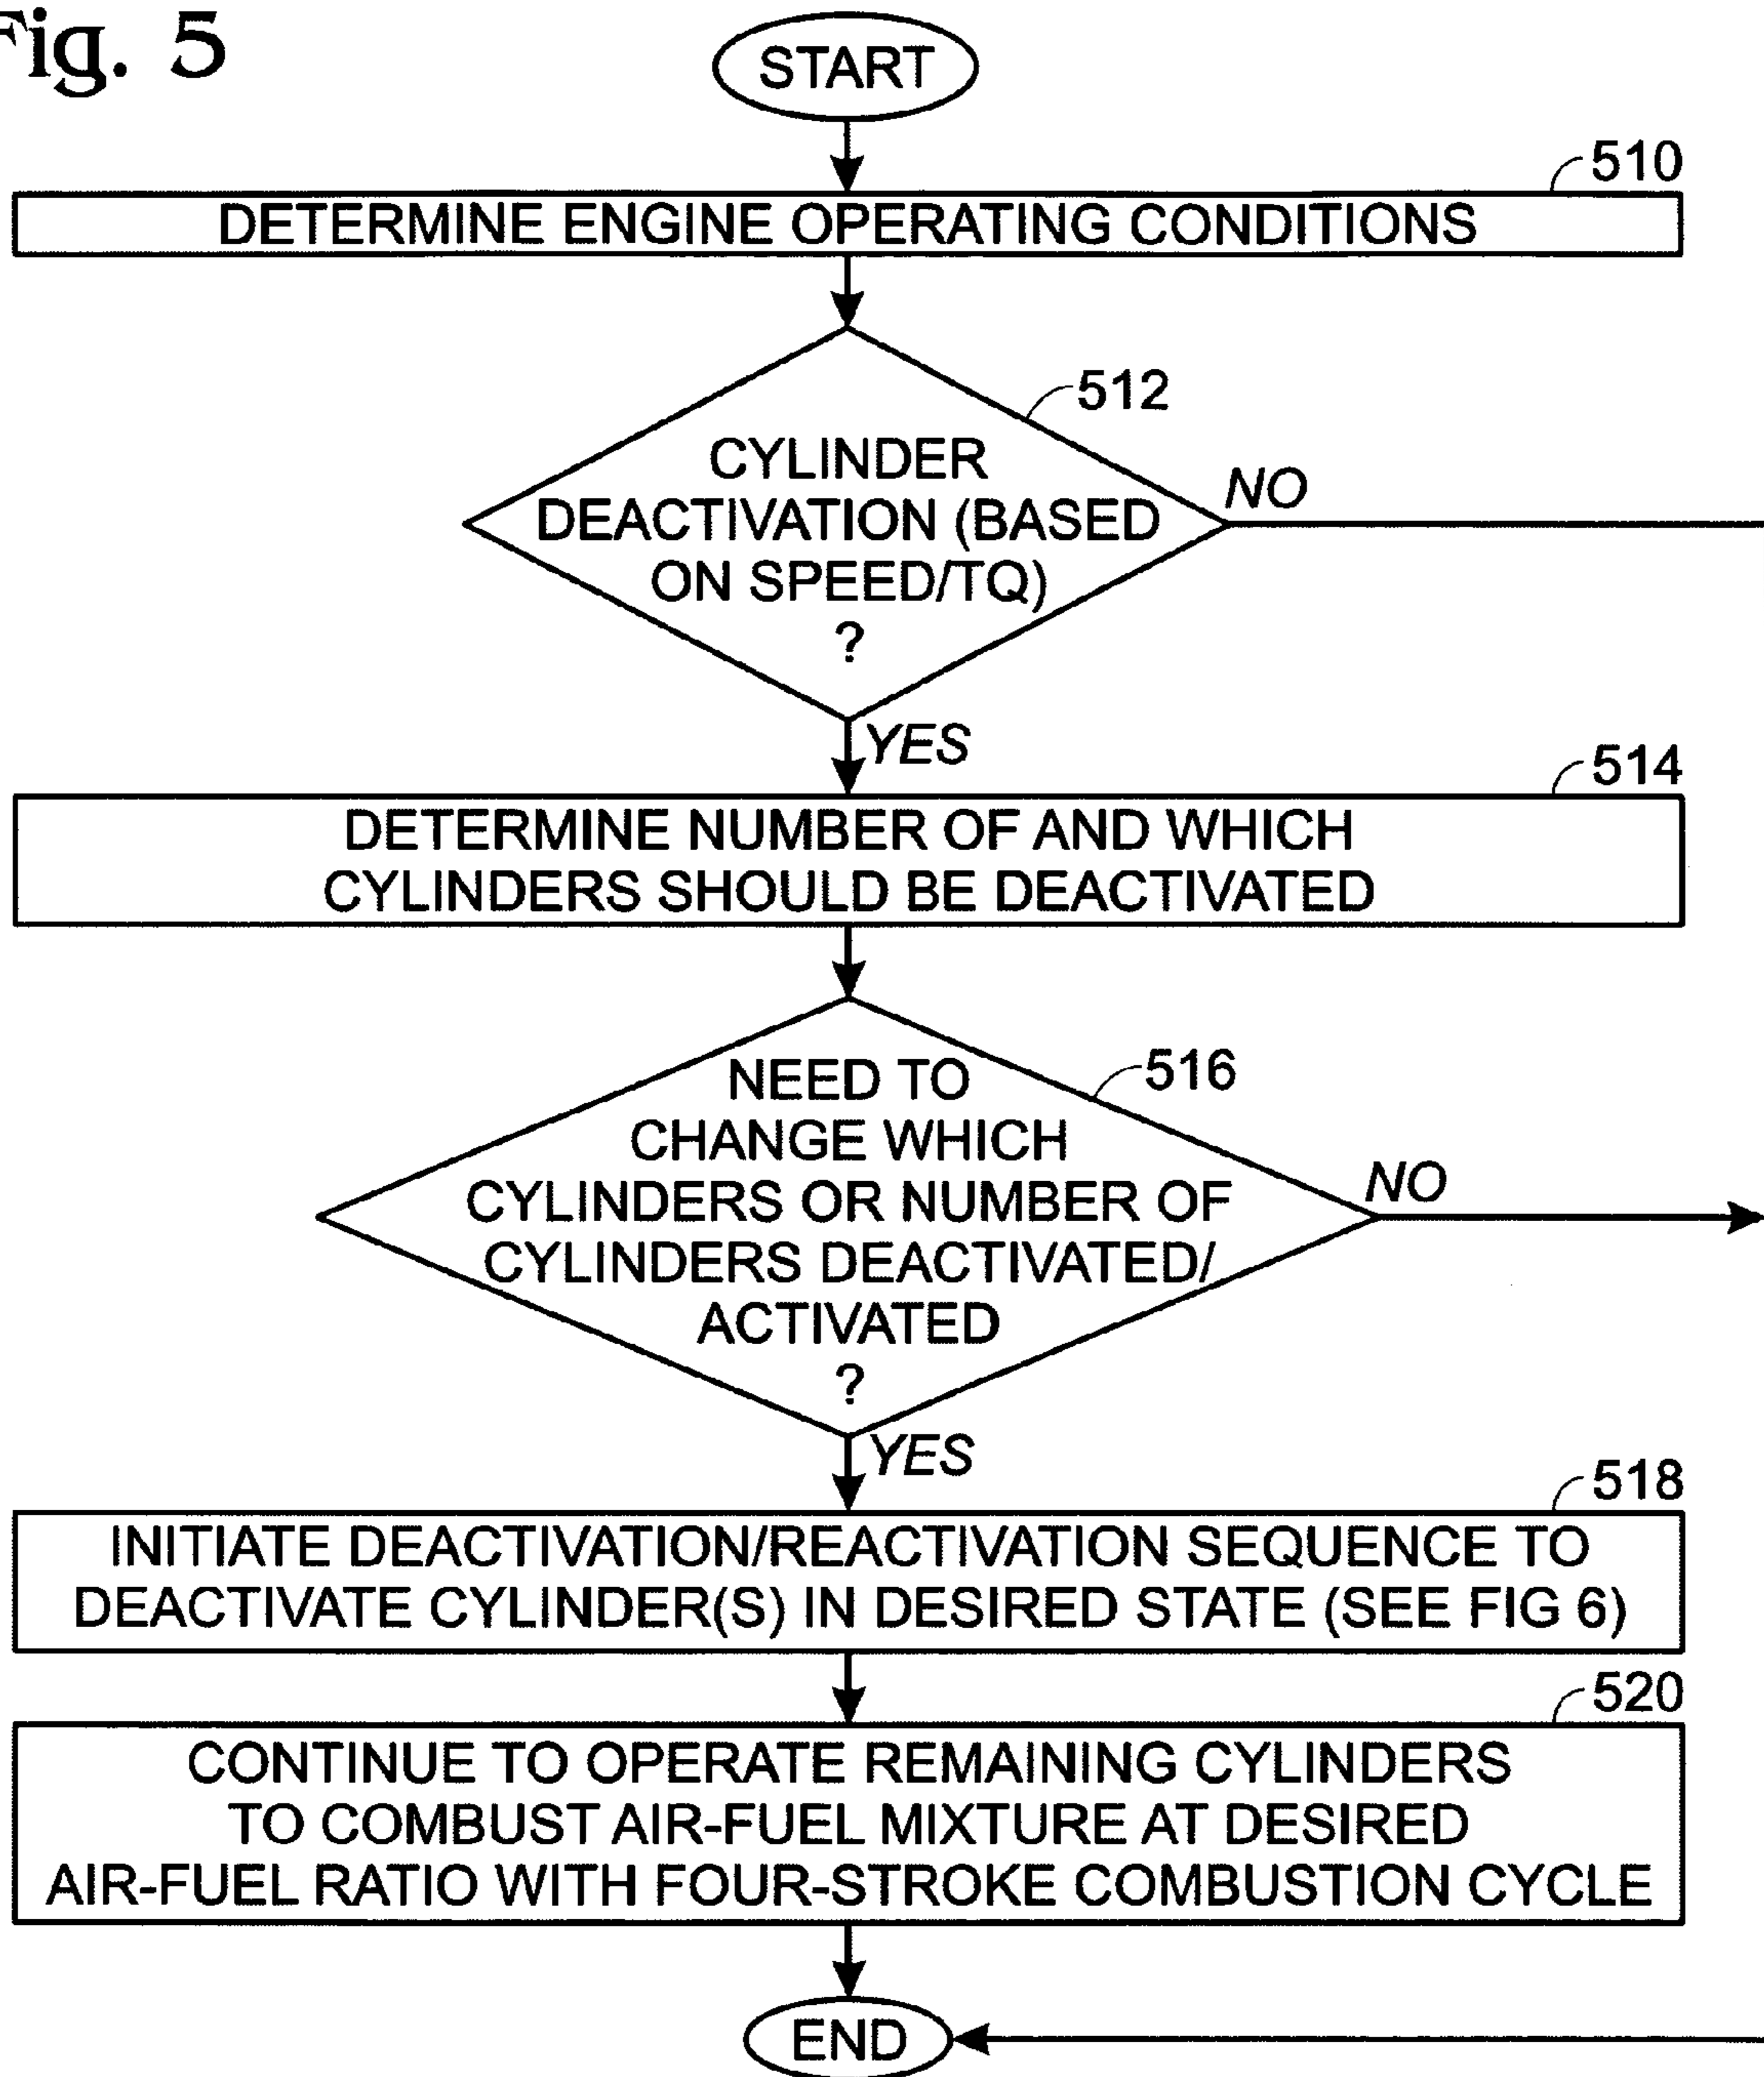 Fig. 5
START
510
DETERMINE ENGINE OPERATING CONDITIONS
512
CYLINDER
DEACTIVATION (BASED
ON SPEED/TQ)
?
NO
YES
514
DETERMINE NUMBER OF AND WHICH
CYLINDERS SHOULD BE DEACTIVATED
516
NEED TO
CHANGE WHICH
CYLINDERS OR NUMBER OF
CYLINDERS DEACTIVATED/
ACTIVATED
?
NO
YES
518
INITIATE DEACTIVATION/REACTIVATION SEQUENCE TO
DEACTIVATE CYLINDER(S) IN DESIRED STATE (SEE FIG 6)
520
CONTINUE TO OPERATE REMAINING CYLINDERS
TO COMBUST AIR-FUEL MIXTURE AT DESIRED
AIR-FUEL RATIO WITH FOUR-STROKE COMBUSTION CYCLE
END